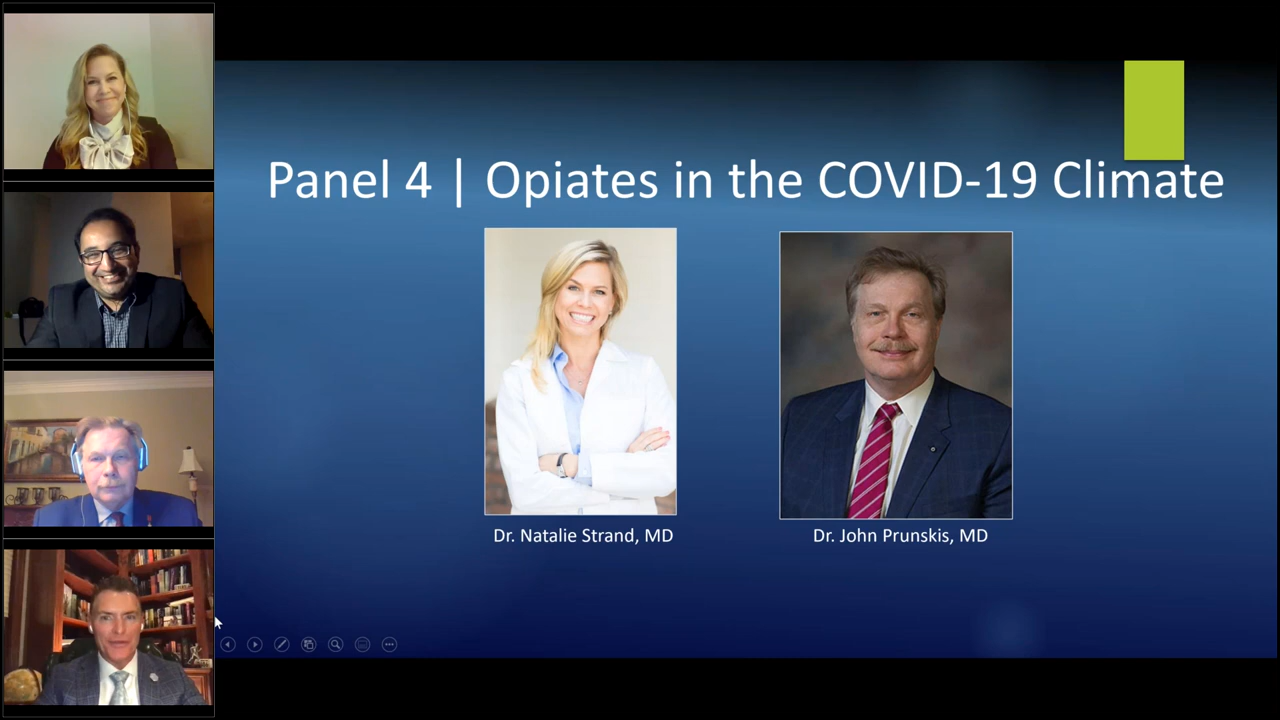 Panel 4 | Opiates in the COVID-19 Climate
Dr. Natalie Strand, MD
Dr. John Prunskis, MD